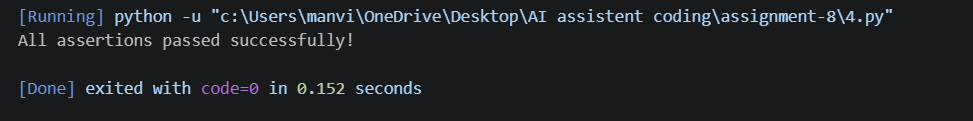 [Running] python -u "c:\Users\manvi\OneDrive\Desktop\AI assistent coding\assignment-8\4.py"
All assertions passed successfully!
[Done] exited with code=0 in 0.152 seconds